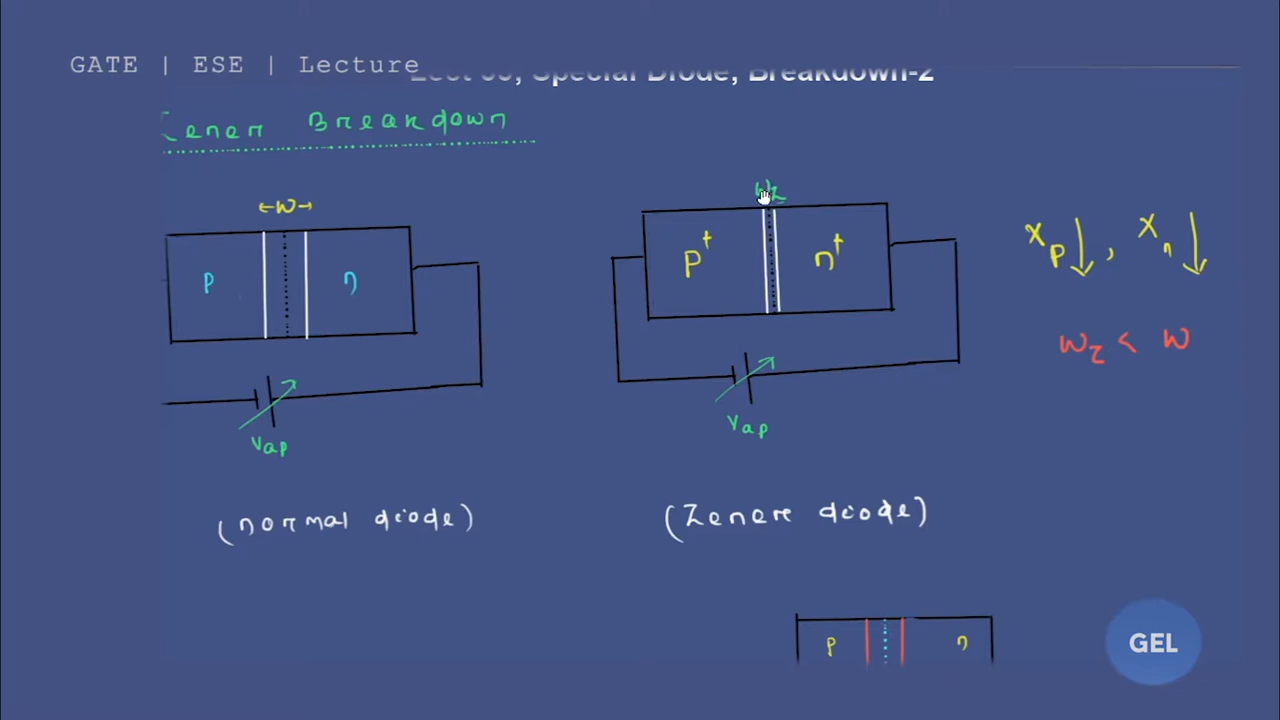 GATE | ESE | Lecture
Special Diode, Breakdown-2
Zener Breakdown
W
Wz
p
n
p+
n+
xp↓, xn↓
Wz < W
Vap
Vap
(normal diode)
(Zener diode)
p
n
GEL